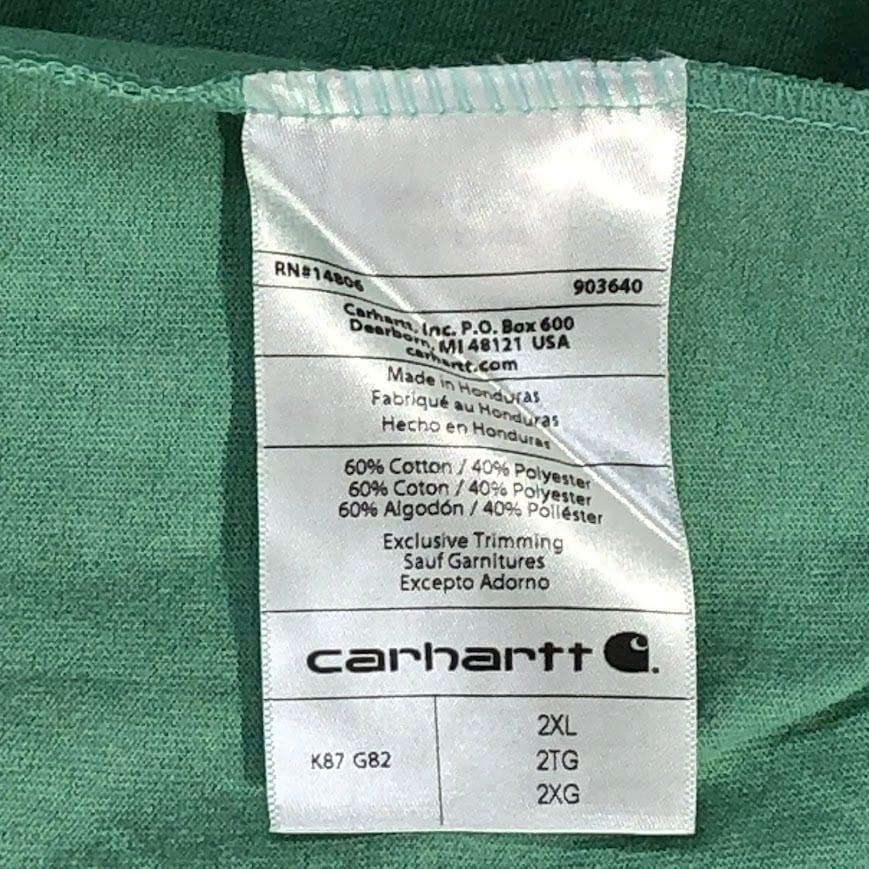 RN#14806 903640
Carhartt, Inc. P.O. Box 600
Dearborn, MI 48121 USA
carhartt.com
Made in Honduras
Fabriqué au Honduras
Hecho en Honduras
60% Cotton / 40% Polyester
60% Coton / 40% Polyester
60% Algodón / 40% Poliéster
Exclusive Trimming
Sauf Garnitures
Excepto Adorno
carhartt
K87 G82
2XL
2TG
2XG